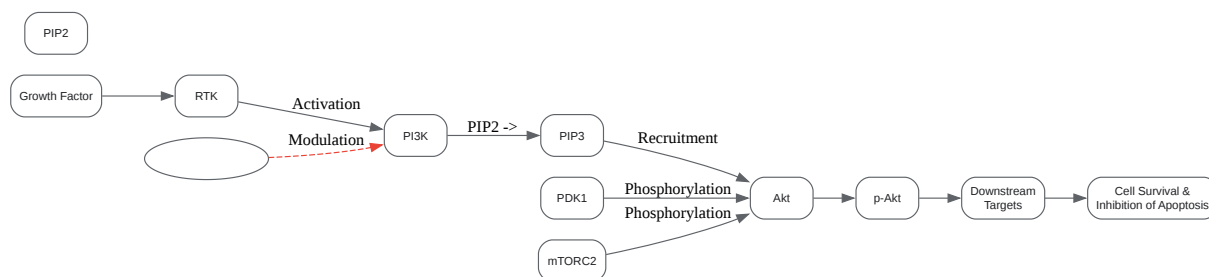 PIP2
Growth Factor
RTK
Activation
Modulation
PI3K
PIP2 ->
PIP3
Recruitment
PDK1
Phosphorylation
Phosphorylation
mTORC2
Akt
p-Akt
Downstream
Targets
Cell Survival &
Inhibition of Apoptosis